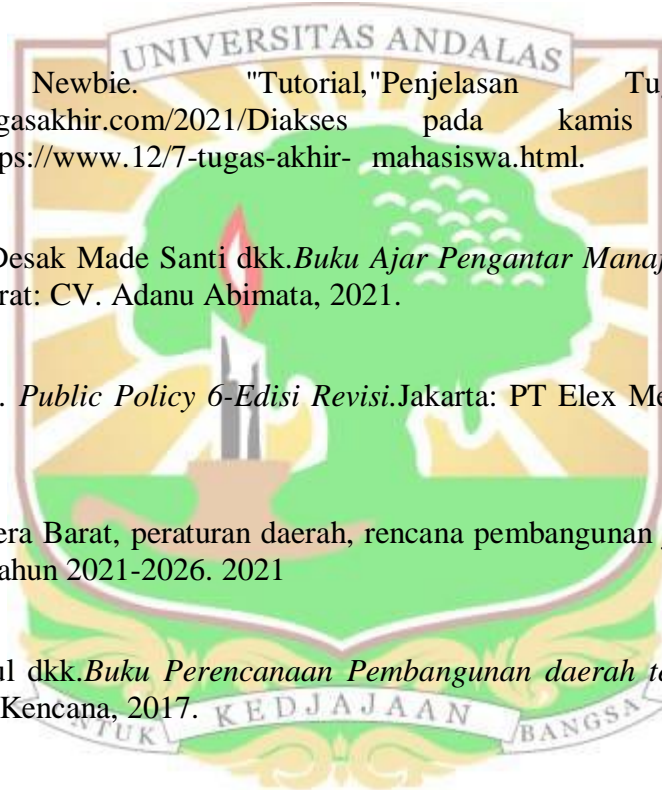 UNIVERSITAS ANDALAS
Newbie. "Tutorial,"Penjelasan Tu
gasakhir.com/2021/Diakses pada kamis
ps://www.12/7-tugas-akhir- mahasiswa.html.
Desak Made Santi dkk.Buku Ajar Pengantar Manaj
rat: CV. Adanu Abimata, 2021.
. Public Policy 6-Edisi Revisi.Jakarta: PT Elex Me
era Barat, peraturan daerah, rencana pembangunan
ahun 2021-2026. 2021
ul dkk.Buku Perencanaan Pembangunan daerah te
Kencana, 2017.
UNTUK KEDJAJAAN BANGSA